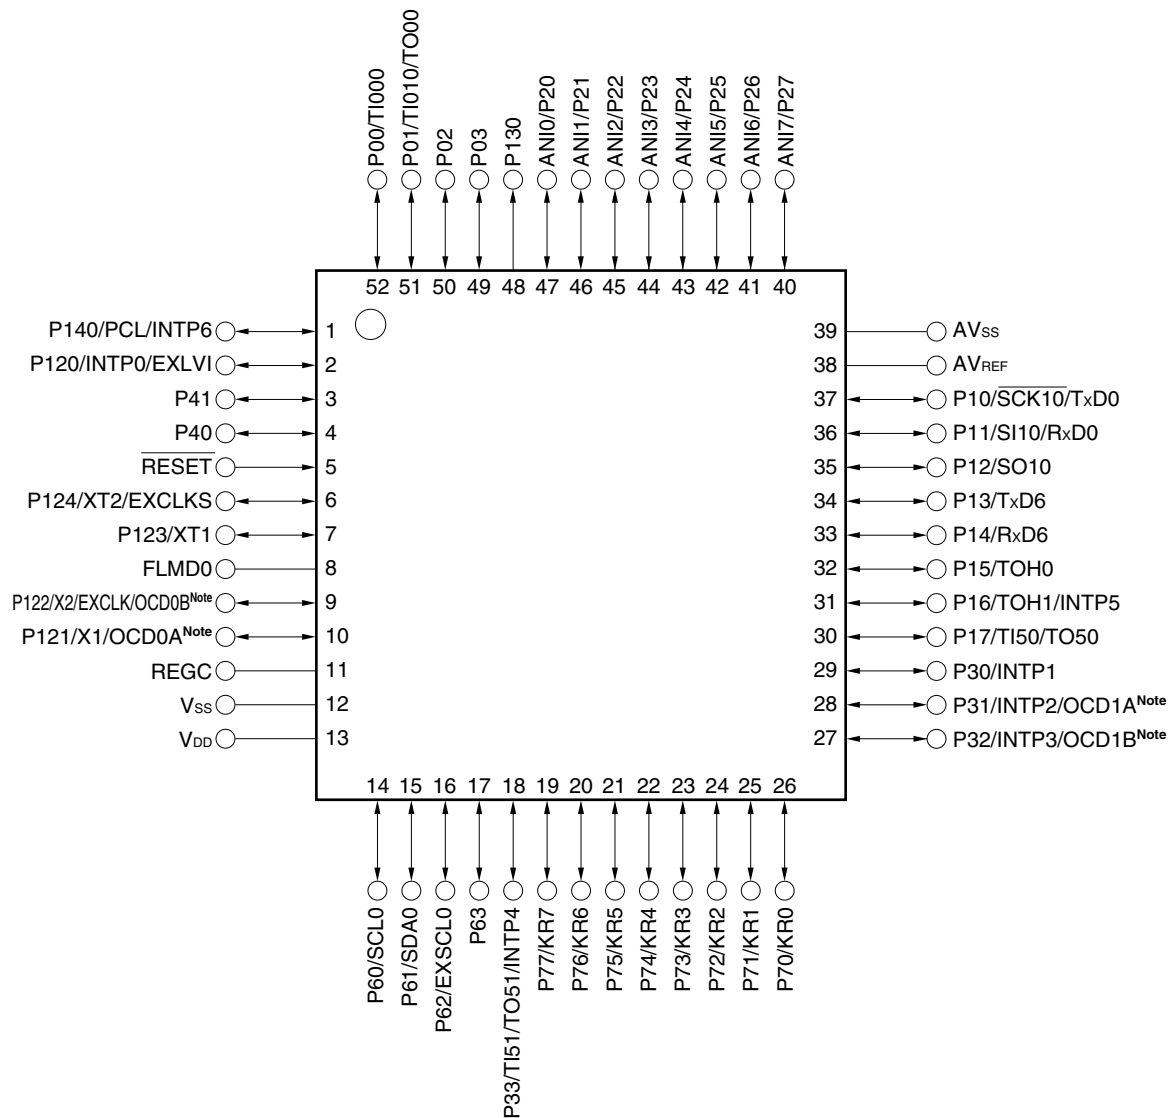 P00/TI000
P01/TI010/TO00
P02
P03
P130
ANI0/P20
ANI1/P21
ANI2/P22
ANI3/P23
ANI4/P24
ANI5/P25
ANI6/P26
ANI7/P27
52 51 50 49 48 47 46 45 44 43 42 41 40
P140/PCL/INTP6 1
P120/INTP0/EXLVI 2
P41 3
P40 4
RESET 5
P124/XT2/EXCLKS 6
P123/XT1 7
FLMD0 8
P122/X2/EXCLK/OCD0BNote 9
P121/X1/OCD0ANote 10
REGC 11
VSS 12
VDD 13
39 AVSS
38 AVREF
37 P10/SCK10/TxD0
36 P11/SI10/RxD0
35 P12/SO10
34 P13/TxD6
33 P14/RxD6
32 P15/TOH0
31 P16/TOH1/INTP5
30 P17/TI50/TO50
29 P30/INTP1
28 P31/INTP2/OCD1ANote
27 P32/INTP3/OCD1BNote
14 15 16 17 18 19 20 21 22 23 24 25 26
P60/SCL0
P61/SDA0
P62/EXSCL0
P63
P33/TI51/TO51/INTP4
P77/KR7
P76/KR6
P75/KR5
P74/KR4
P73/KR3
P72/KR2
P71/KR1
P70/KR0